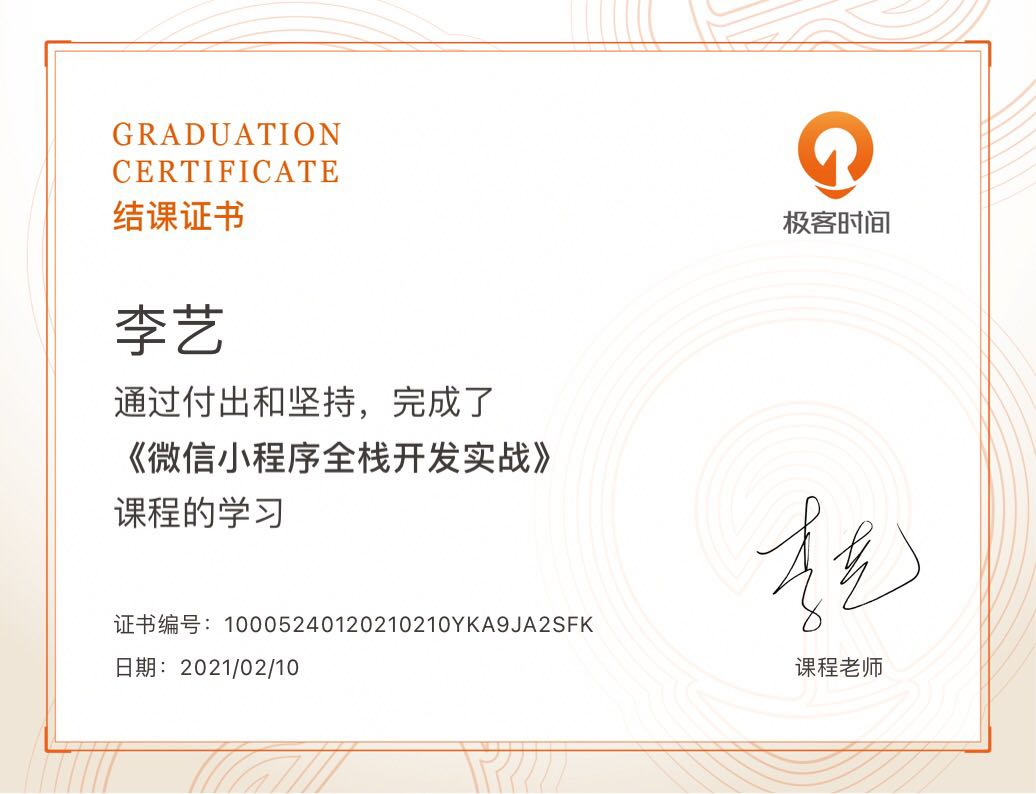 GRADUATION
CERTIFICATE
结课证书
极客时间
李艺
通过付出和坚持，完成了
《微信小程序全栈开发实战》
课程的学习
李艺
证书编号：10005240120210210YKA9JA2SFK
日期：2021/02/10
课程老师